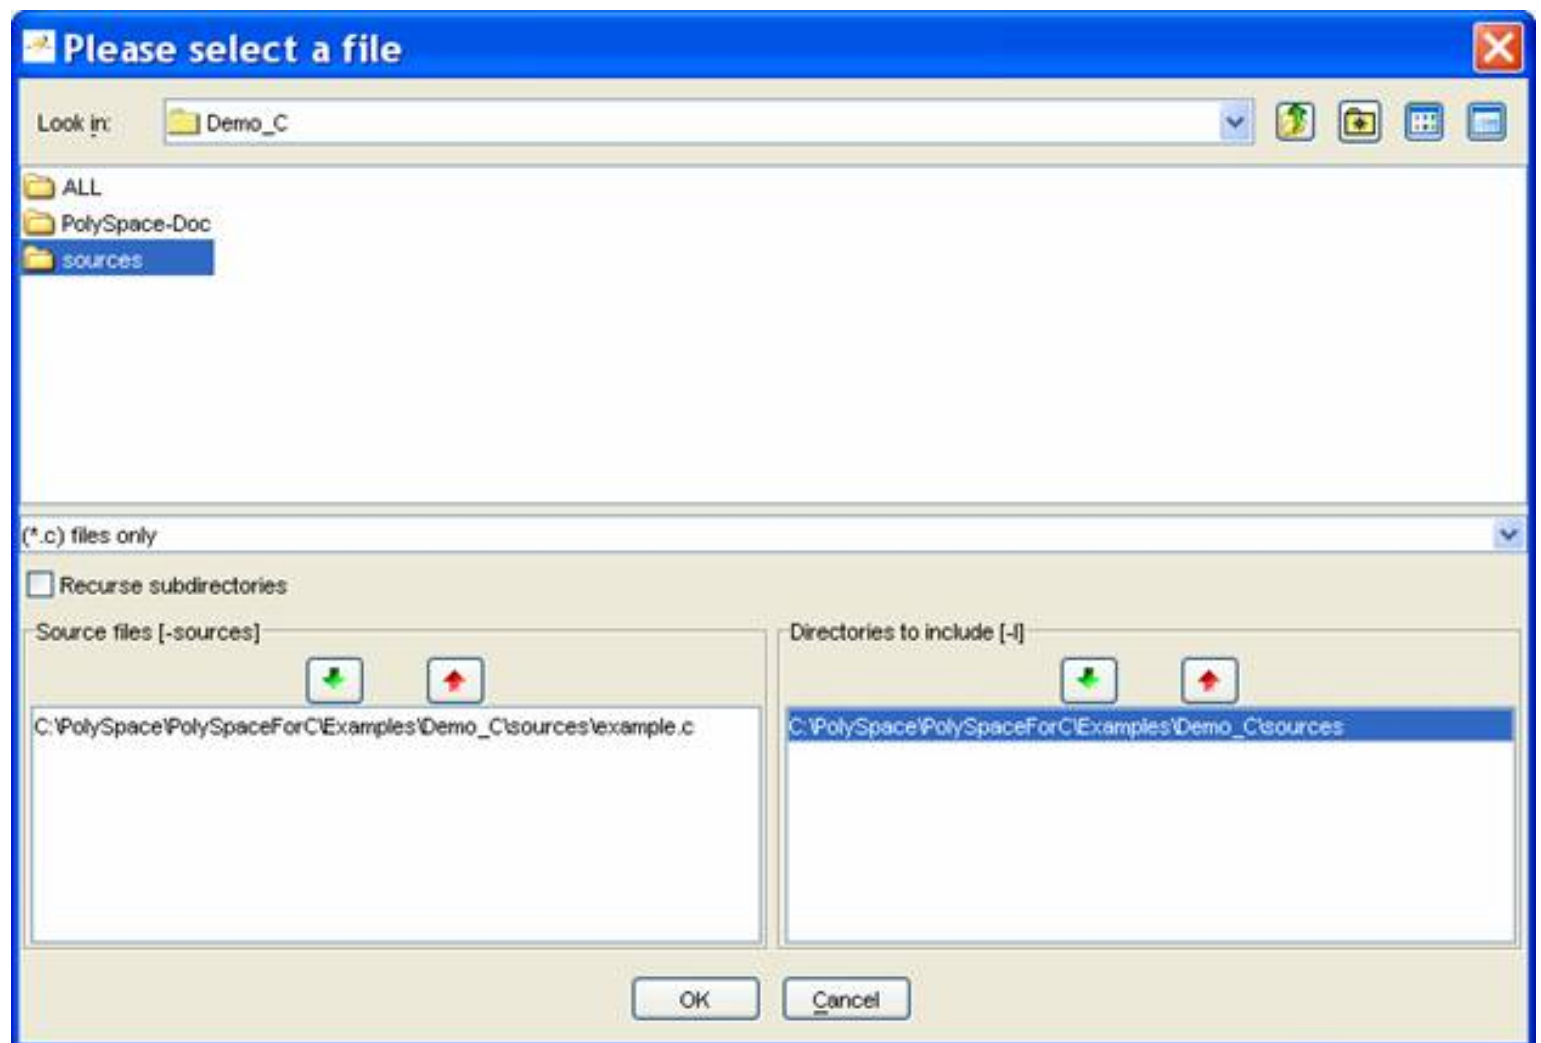 Please select a file
Look in: Demo_C
ALL
PolySpace-Doc
sources
(*.c) files only
Recurse subdirectories
Source files [-sources]
Directories to include [-I]
C:\PolySpace\PolySpaceForC\Examples\Demo_C\sources\example.c
C:\PolySpace\PolySpaceForC\Examples\Demo_C\sources
OK
Cancel